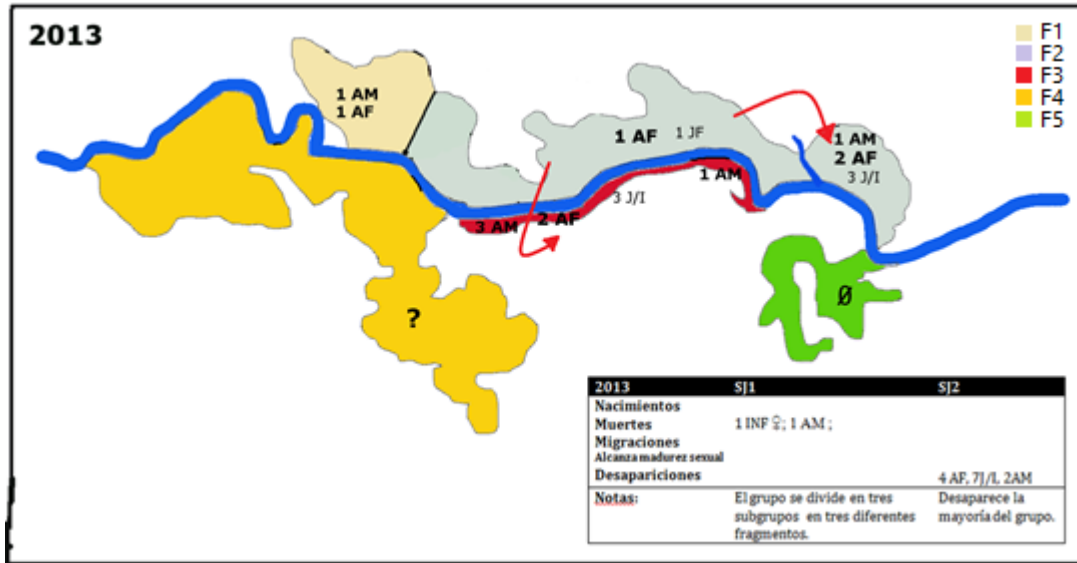 2013
F1
F2
F3
F4
F5
1 AM
1 AF
1 AF
1 JF
1 AM
2 AF
3 J/I
1 AM
3 J/I
3 AM
2 AF
?
Ø
2013 SJ1 SJ2
Nacimientos
Muertes 1 INF ♀; 1 AM ;
Migraciones
Alcanza madurez sexual
Desapariciones 4 AF, 7J/I, 2AM
Notas: El grupo se divide en tres Desaparece la
subgrupos en tres diferentes mayoría del grupo.
fragmentos.